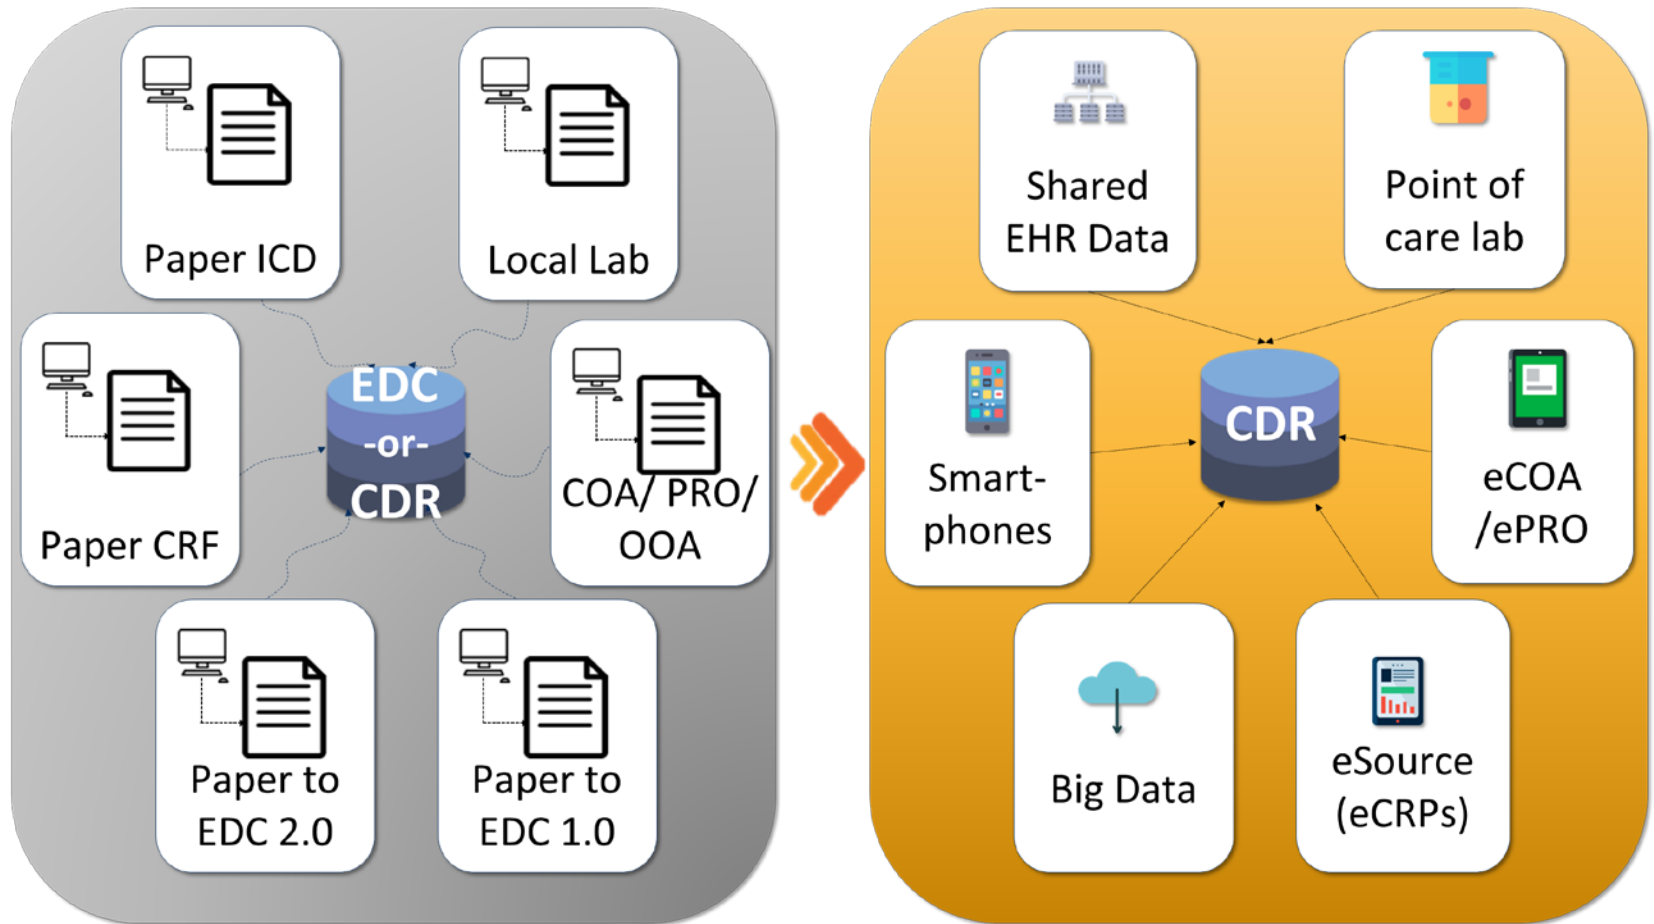 Paper ICD
Local Lab
Paper CRF
EDC
-or-
CDR
COA/ PRO/
OOA
Paper to
EDC 2.0
Paper to
EDC 1.0
Shared
EHR Data
Point of
care lab
Smart-
phones
CDR
eCOA
/ePRO
Big Data
eSource
(eCRPs)